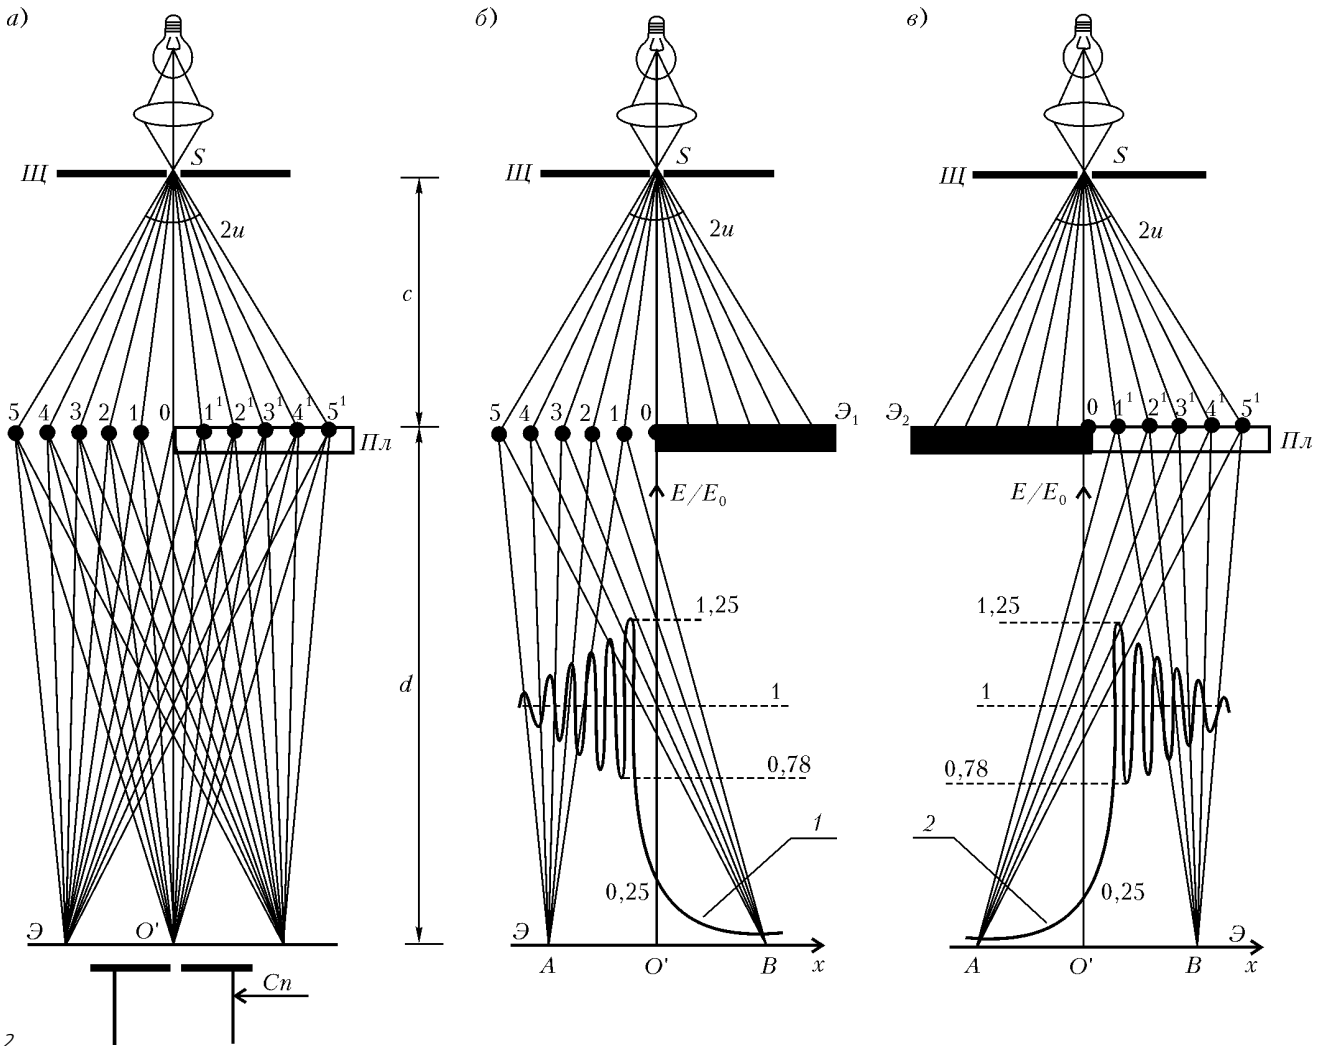 а) б) в)
S S S
Щ Щ Щ
2u 2u 2u
c
5 4 3 2 1 0 1¹ 2¹ 3¹ 4¹ 5¹ Пл
5 4 3 2 1 0 Э₁
Э₂ 0 1¹ 2¹ 3¹ 4¹ 5¹ Пл
E/E₀ E/E₀
1,25 1,25
d 1 1
0,78 0,78
1 2
0,25 0,25
Э O' Э Э
A O' B x A O' B x
Сп
2